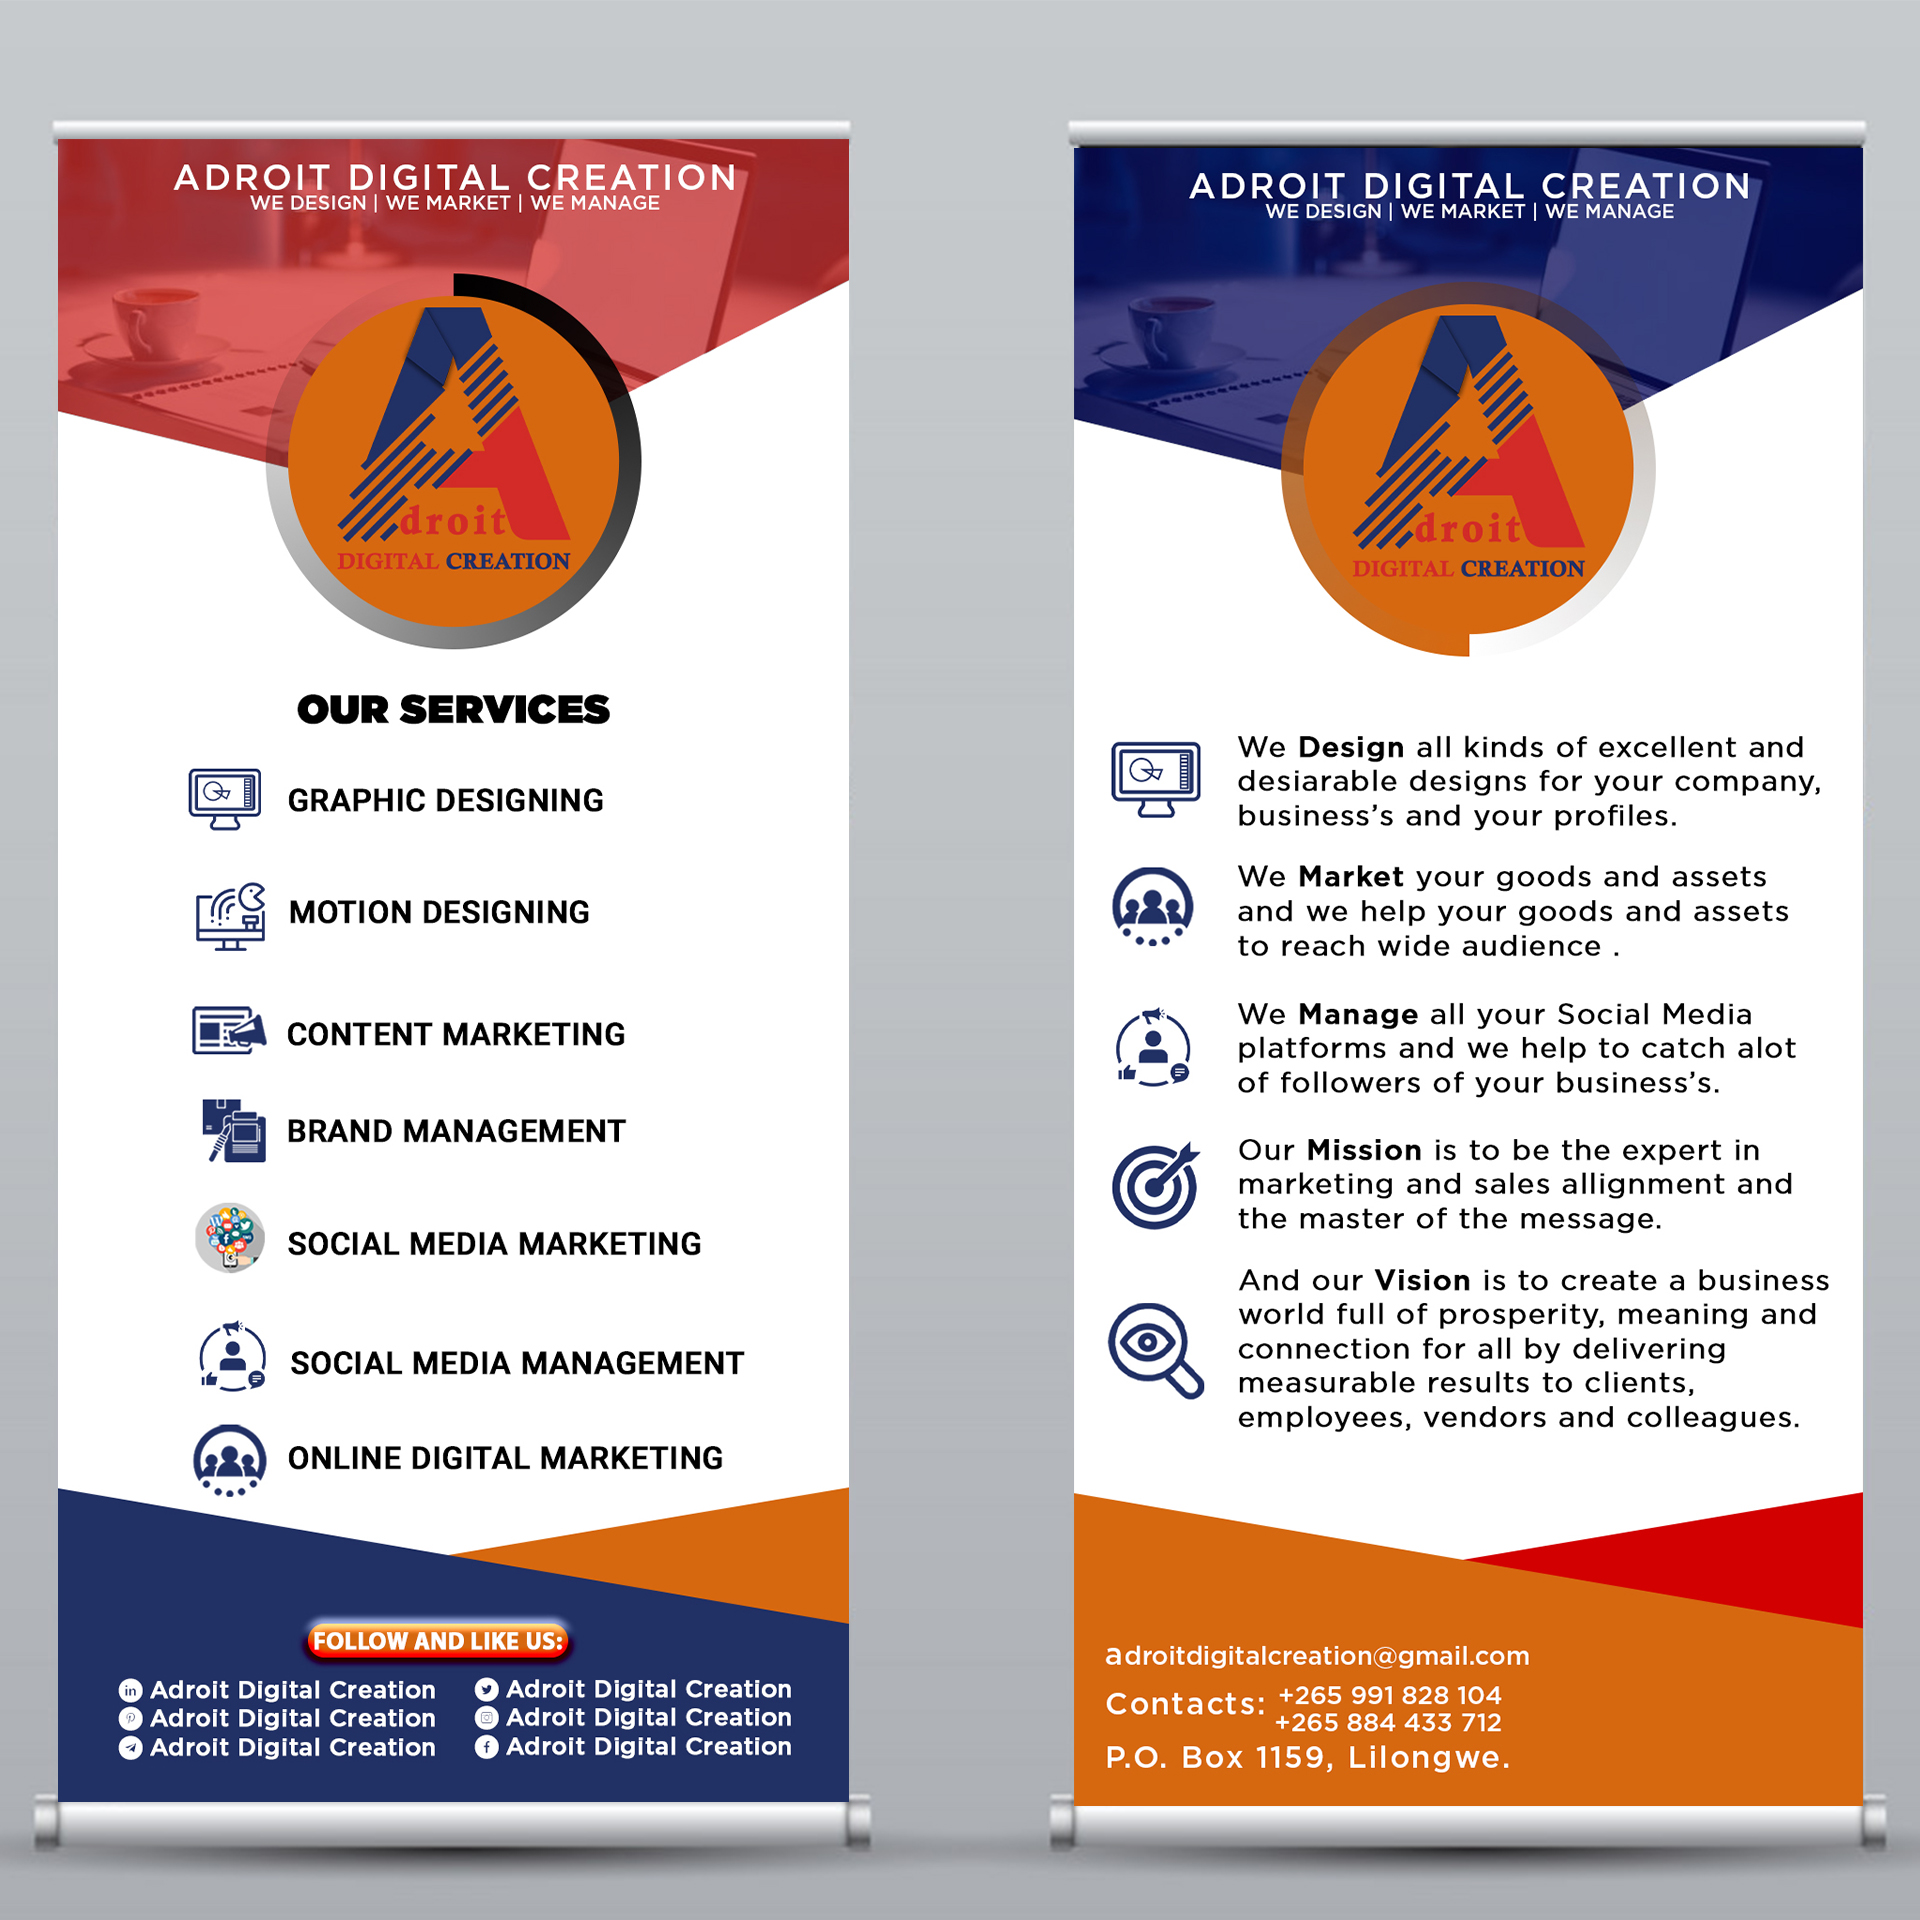 ADROIT DIGITAL CREATION
WE DESIGN | WE MARKET | WE MANAGE
droit
DIGITAL CREATION
OUR SERVICES
GRAPHIC DESIGNING
MOTION DESIGNING
CONTENT MARKETING
BRAND MANAGEMENT
SOCIAL MEDIA MARKETING
SOCIAL MEDIA MANAGEMENT
ONLINE DIGITAL MARKETING
FOLLOW AND LIKE US:
Adroit Digital Creation
Adroit Digital Creation
Adroit Digital Creation
Adroit Digital Creation
Adroit Digital Creation
Adroit Digital Creation
ADROIT DIGITAL CREATION
WE DESIGN | WE MARKET | WE MANAGE
droit
DIGITAL CREATION
We Design all kinds of excellent and
desiarable designs for your company,
business’s and your profiles.
We Market your goods and assets
and we help your goods and assets
to reach wide audience .
We Manage all your Social Media
platforms and we help to catch alot
of followers of your business’s.
Our Mission is to be the expert in
marketing and sales allignment and
the master of the message.
And our Vision is to create a business
world full of prosperity, meaning and
connection for all by delivering
measurable results to clients,
employees, vendors and colleagues.
adroitdigitalcreation@gmail.com
Contacts: +265 991 828 104
+265 884 433 712
P.O. Box 1159, Lilongwe.